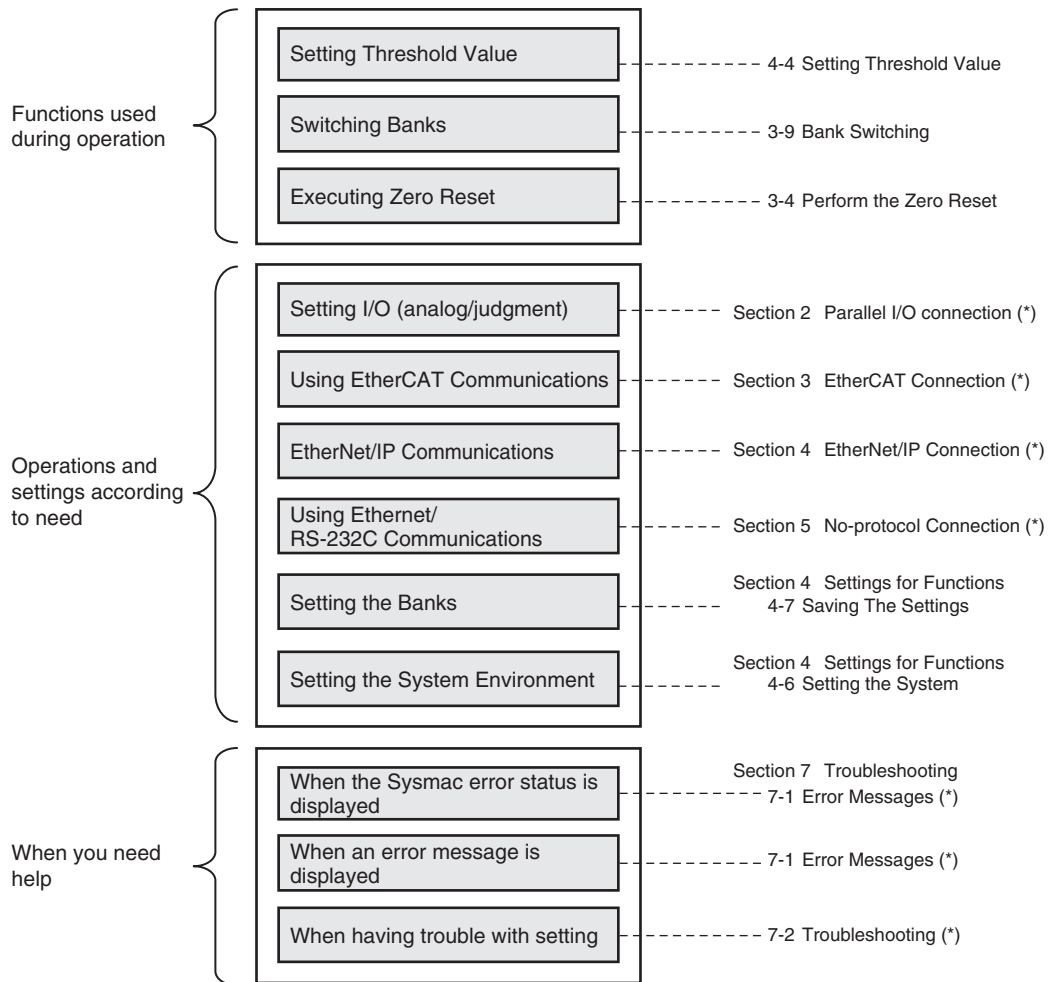 Functions used
during operation
Setting Threshold Value
4-4 Setting Threshold Value
Switching Banks
3-9 Bank Switching
Executing Zero Reset
3-4 Perform the Zero Reset
Operations and
settings according
to need
Setting I/O (analog/judgment)
Section 2 Parallel I/O connection (*)
Using EtherCAT Communications
Section 3 EtherCAT Connection (*)
EtherNet/IP Communications
Section 4 EtherNet/IP Connection (*)
Using Ethernet/
RS-232C Communications
Section 5 No-protocol Connection (*)
Setting the Banks
Section 4 Settings for Functions
4-7 Saving The Settings
Setting the System Environment
Section 4 Settings for Functions
4-6 Setting the System
When you need
help
When the Sysmac error status is
displayed
Section 7 Troubleshooting
7-1 Error Messages (*)
When an error message is
displayed
7-1 Error Messages (*)
When having trouble with setting
7-2 Troubleshooting (*)